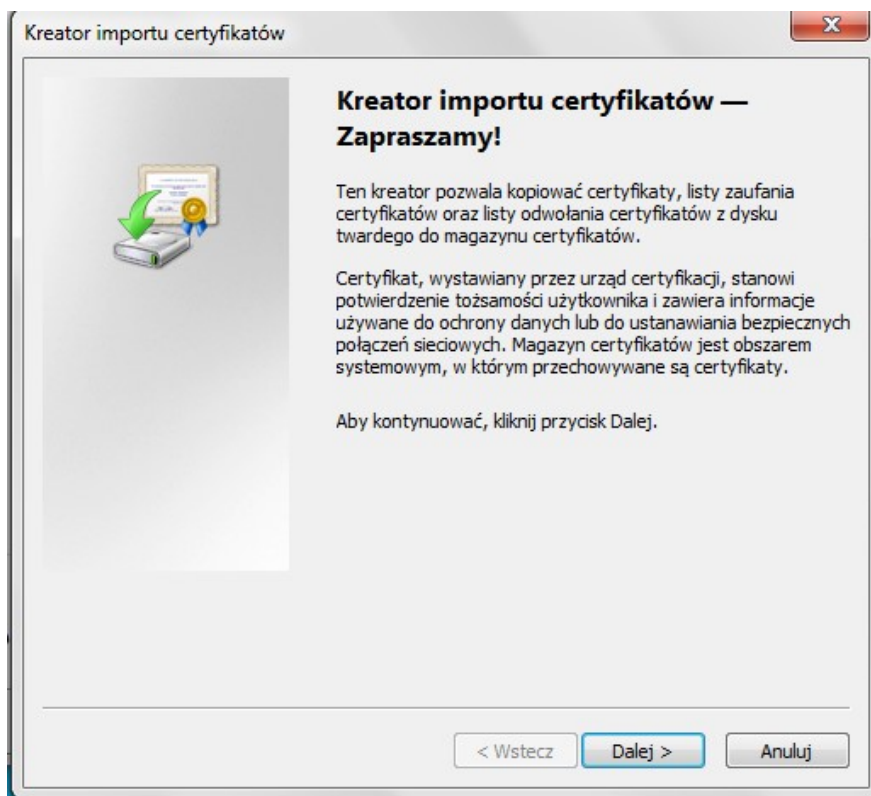 Kreator importu certyfikatów
Kreator importu certyfikatów —
Zapraszamy!
Ten kreator pozwala kopiować certyfikaty, listy zaufania
certyfikatów oraz listy odwołania certyfikatów z dysku
twardego do magazynu certyfikatów.
Certyfikat, wystawiany przez urząd certyfikacji, stanowi
potwierdzenie tożsamości użytkownika i zawiera informacje
używane do ochrony danych lub do ustanawiania bezpiecznych
połączeń sieciowych. Magazyn certyfikatów jest obszarem
systemowym, w którym przechowywane są certyfikaty.
Aby kontynuować, kliknij przycisk Dalej.
< Wstecz Dalej > Anuluj